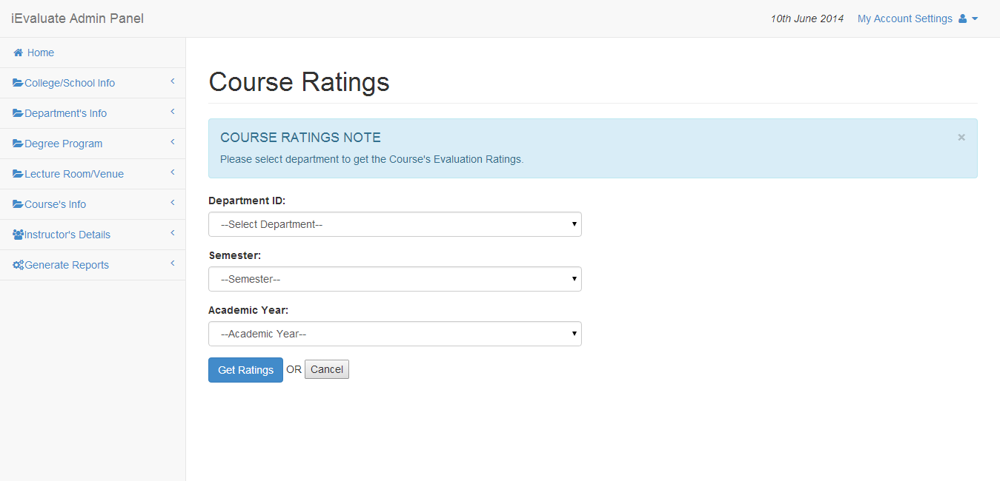 iEvaluate Admin Panel
10th June 2014 My Account Settings
Home
College/School Info
Department's Info
Degree Program
Lecture Room/Venue
Course's Info
Instructor's Details
Generate Reports
Course Ratings
COURSE RATINGS NOTE ×
Please select department to get the Course's Evaluation Ratings.
Department ID:
--Select Department--
Semester:
--Semester--
Academic Year:
--Academic Year--
Get Ratings OR Cancel